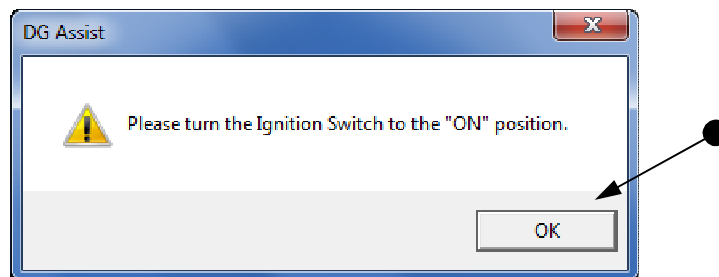 DG Assist
Please turn the Ignition Switch to the "ON" position.
OK